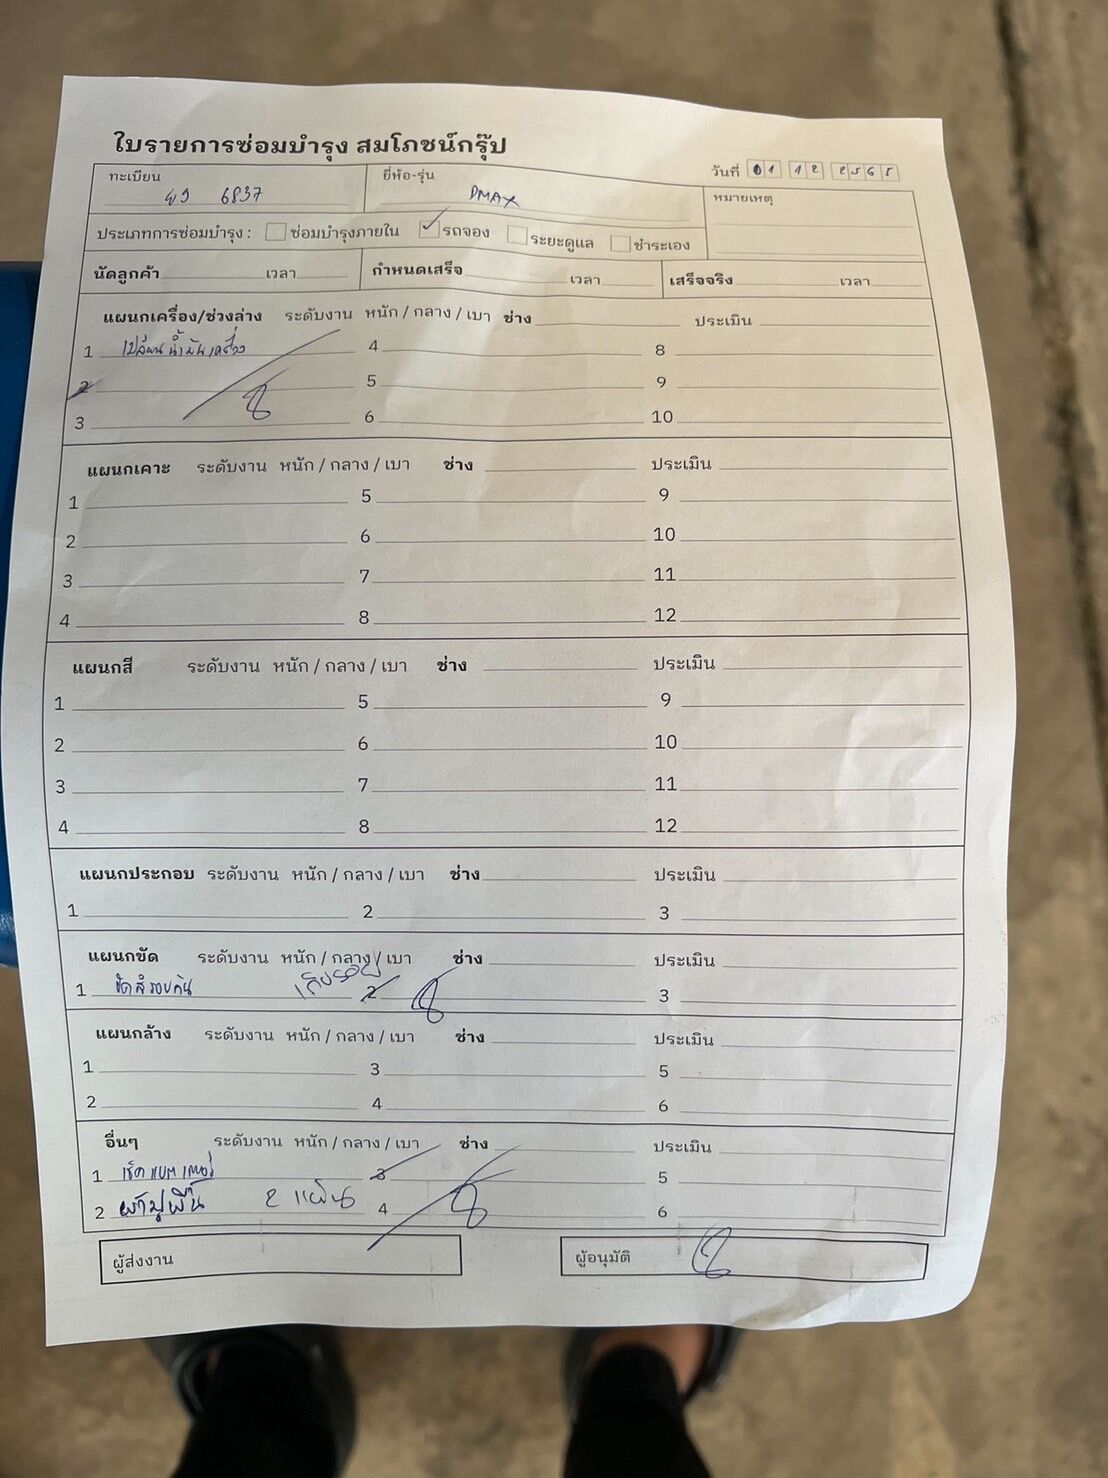 ใบรายการซ่อมบำรุง สมโภชน์กรุ๊ป
วันที่ 01 12 2565
ทะเบียน ยี่ห้อ-รุ่น หมายเหตุ
6837 DMAX
ประเภทการซ่อมบำรุง : ซ่อมบำรุงภายใน ✓ รถจอง ระยะดูแล ชำระเอง
นัดลูกค้า เวลา กำหนดเสร็จ เวลา เสร็จจริง เวลา
แผนกเครื่อง/ช่วงล่าง ระดับงาน หนัก / กลาง / เบา ช่าง ประเมิน
1 เปลี่ยนน้ำมันเครื่อง 4 8
2 5 9
3 6 10
แผนกเคาะ ระดับงาน หนัก / กลาง / เบา ช่าง ประเมิน
1 5 9
2 6 10
3 7 11
4 8 12
แผนกสี ระดับงาน หนัก / กลาง / เบา ช่าง ประเมิน
1 5 9
2 6 10
3 7 11
4 8 12
แผนกประกอบ ระดับงาน หนัก / กลาง / เบา ช่าง ประเมิน
1 2 3
แผนกขัด ระดับงาน หนัก / กลาง / เบา ช่าง ประเมิน
1 ขัดสีรอบคัน 2 3
แผนกล้าง ระดับงาน หนัก / กลาง / เบา ช่าง ประเมิน
1 3 5
2 4 6
อื่นๆ ระดับงาน หนัก / กลาง / เบา ช่าง ประเมิน
1 เช็คแบตเตอรี่ 3 5
2 ผ้าปูพื้น 2 แผ่น 4 6
ผู้ส่งงาน ผู้อนุมัติ